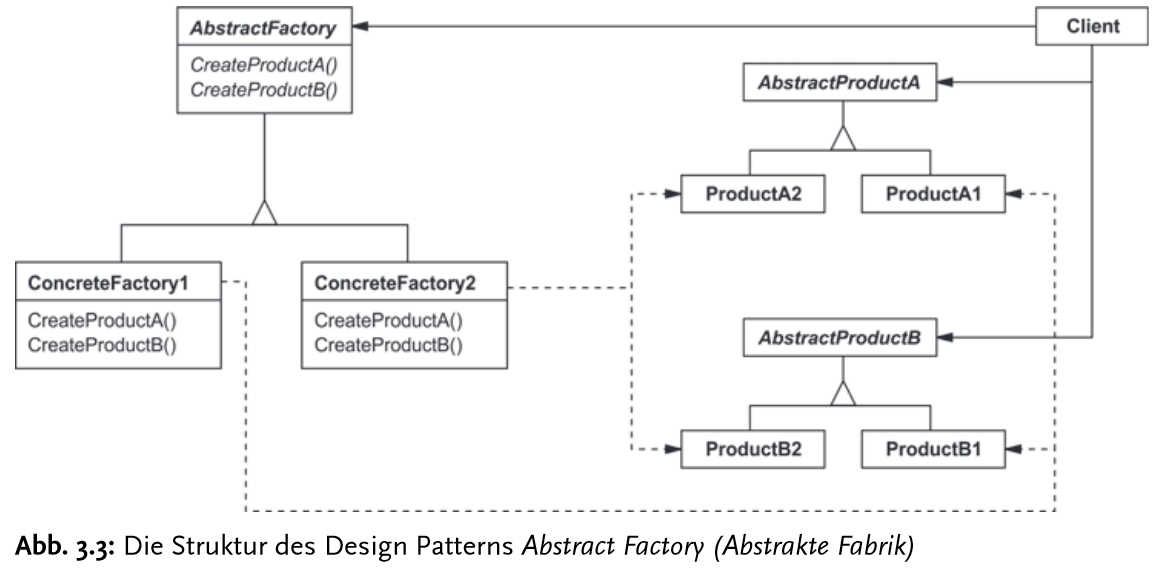 AbstractFactory
CreateProductA()
CreateProductB()
Client
AbstractProductA
ProductA2
ProductA1
ConcreteFactory1
CreateProductA()
CreateProductB()
ConcreteFactory2
CreateProductA()
CreateProductB()
AbstractProductB
ProductB2
ProductB1
Abb. 3.3: Die Struktur des Design Patterns Abstract Factory (Abstrakte Fabrik)